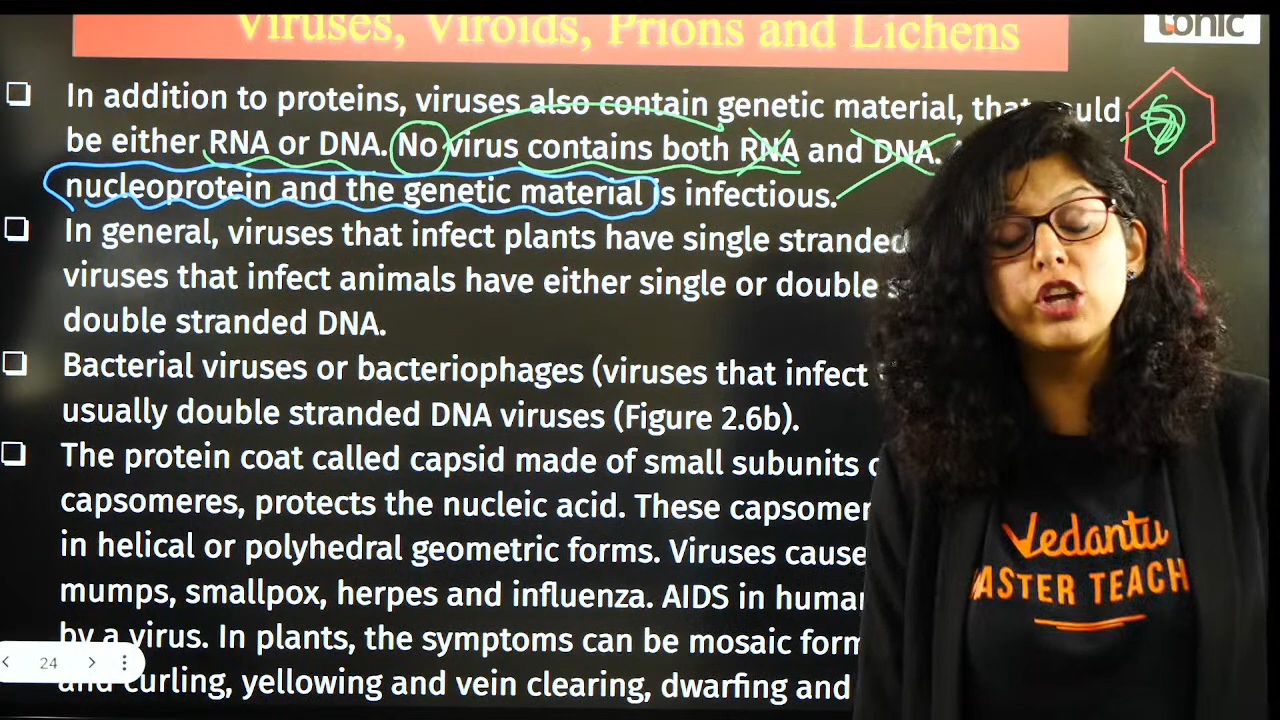 Viruses, Viroids, Prions and Lichens
tonic
In addition to proteins, viruses also contain genetic material, that could
be either RNA or DNA. No virus contains both RNA and DNA.
nucleoprotein and the genetic material is infectious.
In general, viruses that infect plants have single stranded
viruses that infect animals have either single or double
double stranded DNA.
Bacterial viruses or bacteriophages (viruses that infect
usually double stranded DNA viruses (Figure 2.6b).
The protein coat called capsid made of small subunits
capsomeres, protects the nucleic acid. These capsomer
in helical or polyhedral geometric forms. Viruses cause
mumps, smallpox, herpes and influenza. AIDS in human
by a virus. In plants, the symptoms can be mosaic form
and curling, yellowing and vein clearing, dwarfing and
24
Vedantu
ASTER TEACH